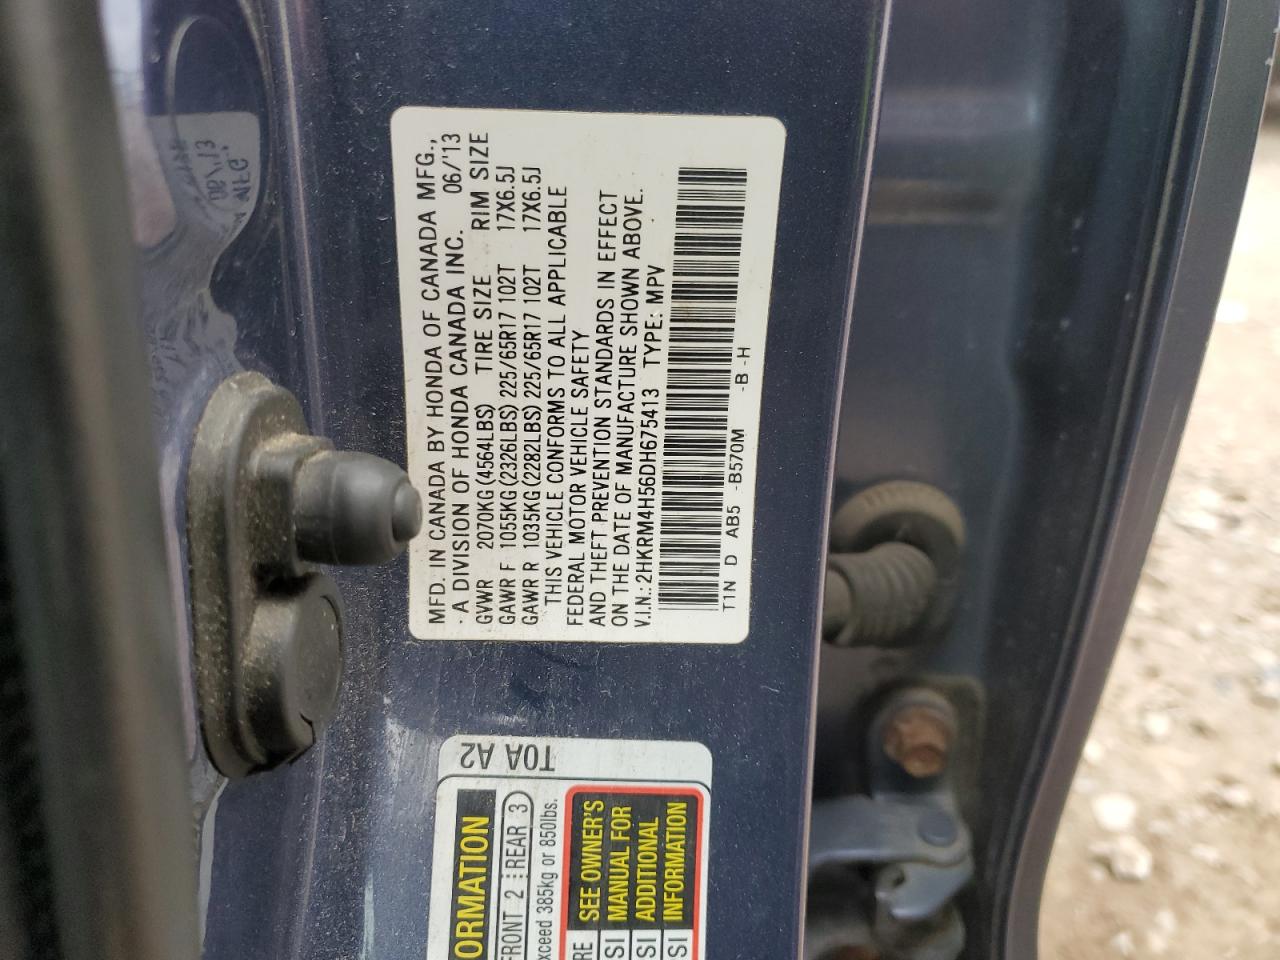 MFD. IN CANADA BY HONDA OF CANADA MFG.,
- A DIVISION OF HONDA CANADA INC. 06/'13
GVWR 2070KG(4564LBS) TIRE SIZE RIM SIZE
GAWR F 1055KG(2326LBS) 225/65R17 102T 17X6.5J
GAWR R 1035KG(2282LBS) 225/65R17 102T 17X6.5J
THIS VEHICLE CONFORMS TO ALL APPLICABLE
FEDERAL MOTOR VEHICLE SAFETY
AND THEFT PREVENTION STANDARDS IN EFFECT
ON THE DATE OF MANUFACTURE SHOWN ABOVE.
V.I.N.: 2HKRM4H56DH675413 TYPE: MPV
T1N D AB5 -B570M -B -H
T0A A2
ORMATION
FRONT 2 REAR 3
xceed 385kg or 850lbs.
SEE OWNER'S
MANUAL FOR
ADDITIONAL
INFORMATION
RE
SI
SI
SI